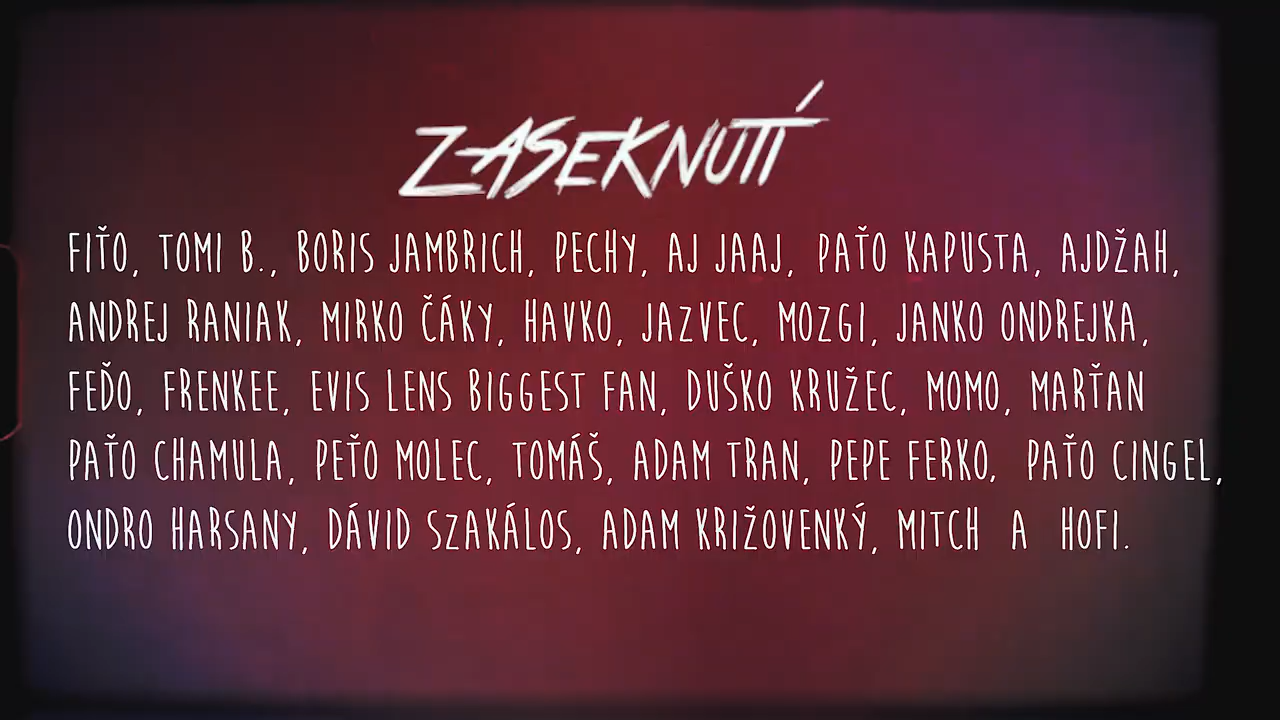 ZASEKNUTÍ
FIŤO, TOMI B., BORIS JAMBRICH, PECHY, AJ JAAJ, PAŤO KAPUSTA, AJDŽAH,
ANDREJ RANIAK, MIRKO ČÁKY, HAVKO, JAZVEC, MOZGI, JANKO ONDREJKA,
FEĎO, FRENKEE, EVIS LENS BIGGEST FAN, DUŠKO KRUŽEC, MOMO, MARŤAN
PAŤO CHAMULA, PEŤO MOLEC, TOMÁŠ, ADAM TRAN, PEPE FERKO, PAŤO CINGEL,
ONDRO HARSANY, DÁVID SZAKÁLOS, ADAM KRIŽOVENKÝ, MITCH A HOFI.